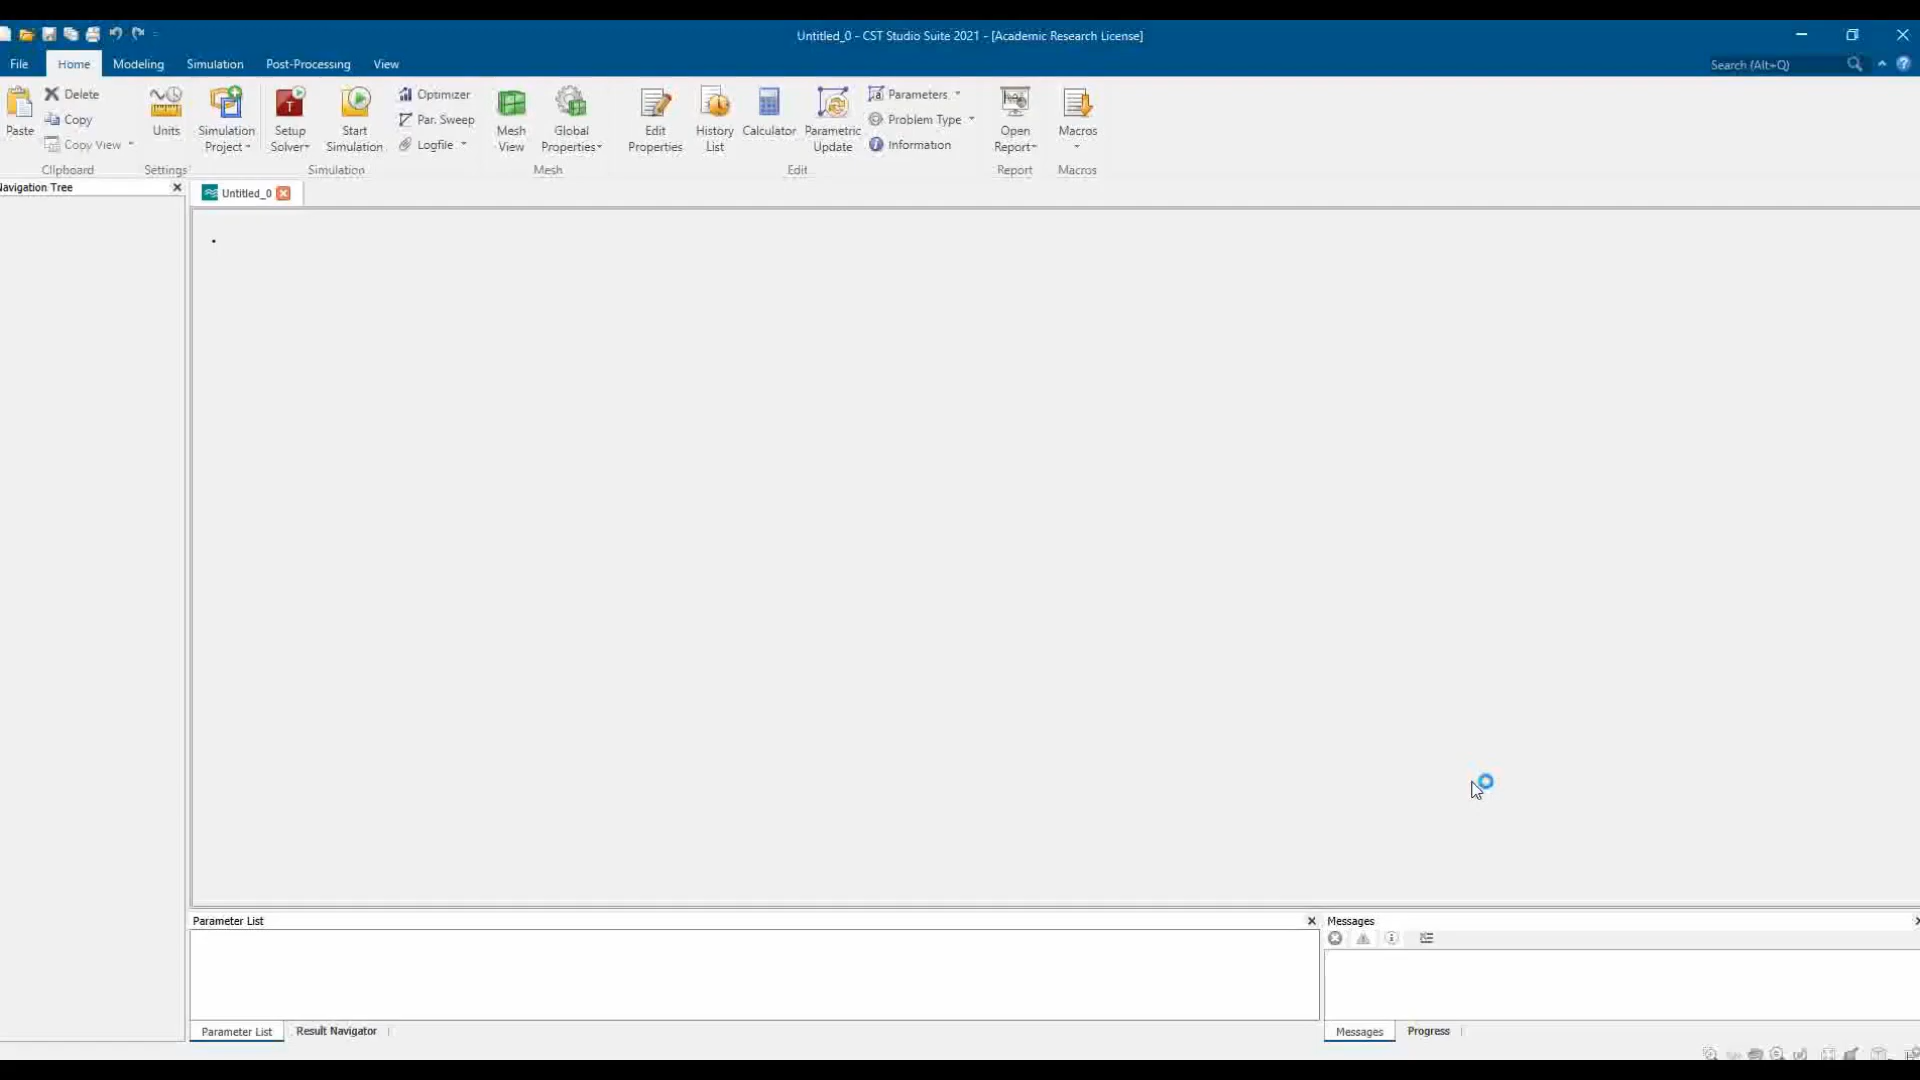 Untitled_0 - CST Studio Suite 2021 - [Academic Research License]
File Home Modeling Simulation Post-Processing View
Search (Alt+Q)
Paste
Delete
Copy
Copy View
Clipboard
Units
Settings
Simulation
Project
Setup
Solver
Start
Simulation
Optimizer
Par. Sweep
Logfile
Simulation
Mesh
View
Global
Properties
Mesh
Edit
Properties
History
List
Calculator
Parametric
Update
Parameters
Problem Type
Information
Edit
Open
Report
Report
Macros
Macros
Navigation Tree
Untitled_0
Parameter List
Messages
Parameter List Result Navigator
Messages Progress